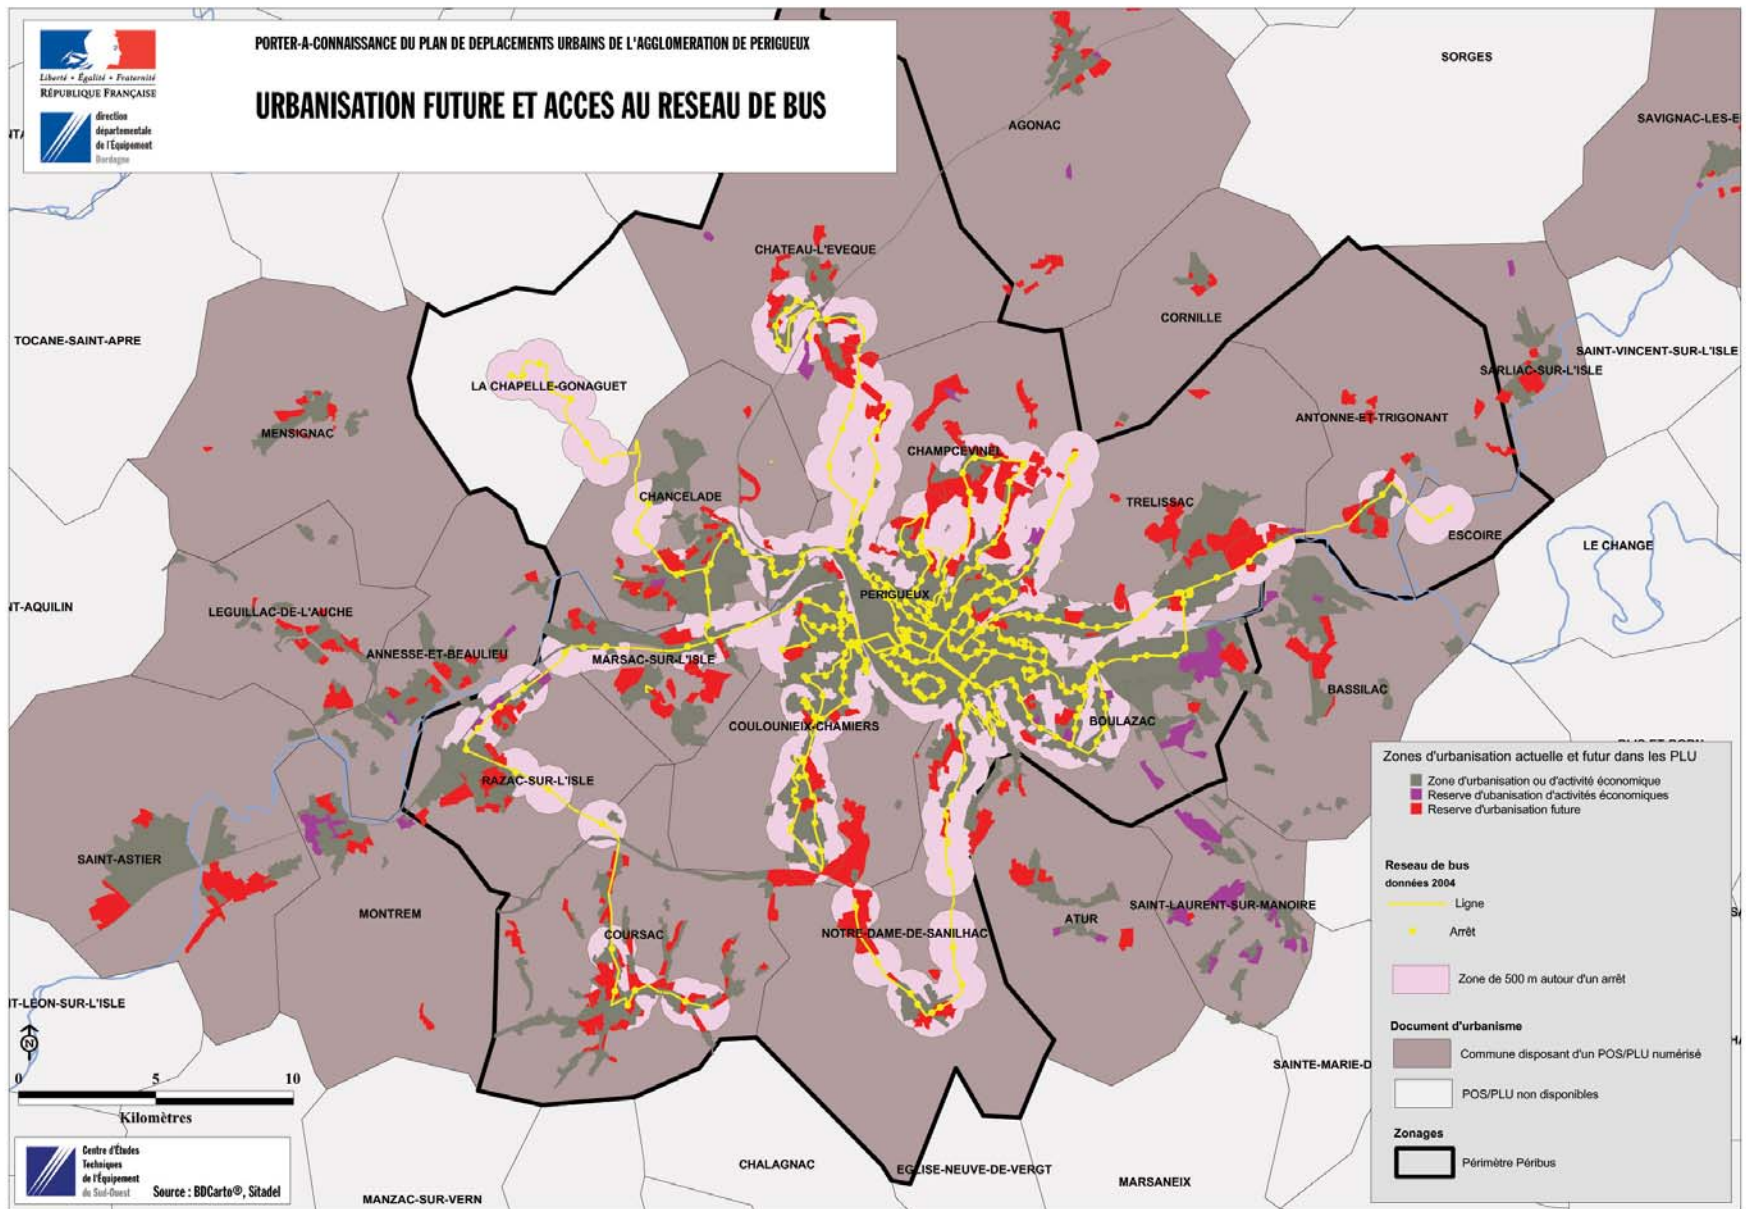 PORTER-A-CONNAISSANCE DU PLAN DE DEPLACEMENTS URBAINS DE L'AGGLOMERATION DE PERIGUEUX
URBANISATION FUTURE ET ACCES AU RESEAU DE BUS
Liberté • Égalité • Fraternité
RÉPUBLIQUE FRANÇAISE
direction
départementale
de l'Équipement
Dordogne
SORGES
AGONAC
SAVIGNAC-LES-E
CHATEAU-L'EVEQUE
CORNILLE
TOCANE-SAINT-APRE
SAINT-VINCENT-SUR-L'ISLE
SARLIAC-SUR-L'ISLE
LA CHAPELLE-GONAGUET
ANTONNE-ET-TRIGONANT
MENSIGNAC
CHAMPCEVINEL
CHANCELADE
TRELISSAC
ESCOIRE
LE CHANGE
PERIGUEUX
NT-AQUILIN
LEGUILLAC-DE-L'AUCHE
ANNESSE-ET-BEAULIEU
MARSAC-SUR-L'ISLE
BASSILAC
COULOUNIEIX-CHAMIERS
BOULAZAC
RAZAC-SUR-L'ISLE
SAINT-ASTIER
MONTREM
COURSAC
NOTRE-DAME-DE-SANILHAC
ATUR
SAINT-LAURENT-SUR-MANOIRE
IT-LEON-SUR-L'ISLE
SAINTE-MARIE-D
CHALAGNAC
EGLISE-NEUVE-DE-VERGT
MARSANEIX
MANZAC-SUR-VERN
Zones d'urbanisation actuelle et futur dans les PLU
Zone d'urbanisation ou d'activité économique
Reserve d'ubanisation d'activités économiques
Reserve d'urbanisation future
Reseau de bus
données 2004
Ligne
Arrêt
Zone de 500 m autour d'un arrêt
Document d'urbanisme
Commune disposant d'un POS/PLU numérisé
POS/PLU non disponibles
Zonages
Périmètre Péribus
N
0 5 10
Kilomètres
Centre d'Études
Techniques
de l'Équipement
du Sud-Ouest
Source : BDCarto®, Sitadel